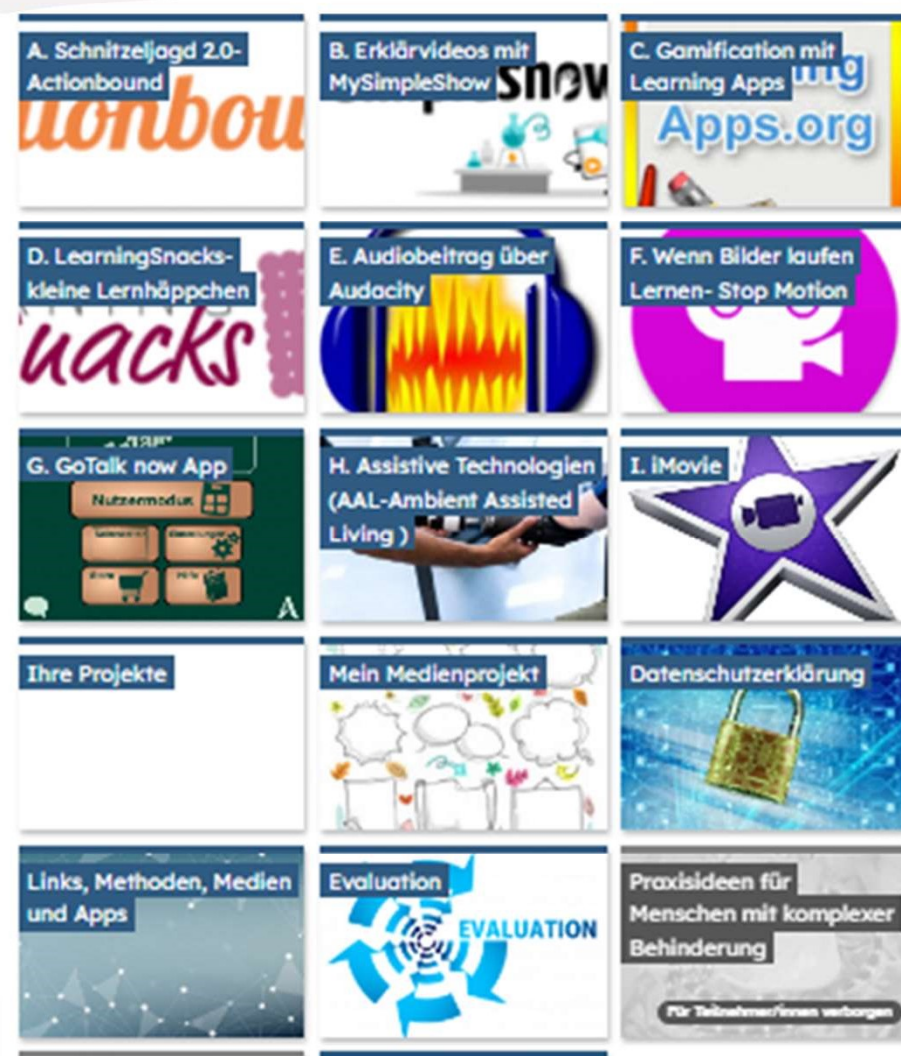 A. Schnitzeljagd 2.0-
Actionbound
B. Erklärvideos mit
MySimpleShow
C. Gamification mit
Learning Apps
Apps.org
D. LearningSnacks-
kleine Lernhäppchen
E. Audiobeitrag über
Audacity
F. Wenn Bilder laufen
Lernen- Stop Motion
G. GoTalk now App
Nutzermodus
H. Assistive Technologien
(AAL-Ambient Assisted
Living )
I. iMovie
Ihre Projekte
Mein Medienprojekt
Datenschutzerklärung
Links, Methoden, Medien
und Apps
Evaluation
EVALUATION
Praxisideen für
Menschen mit komplexer
Behinderung
Für Teilnehmer/innen verborgen